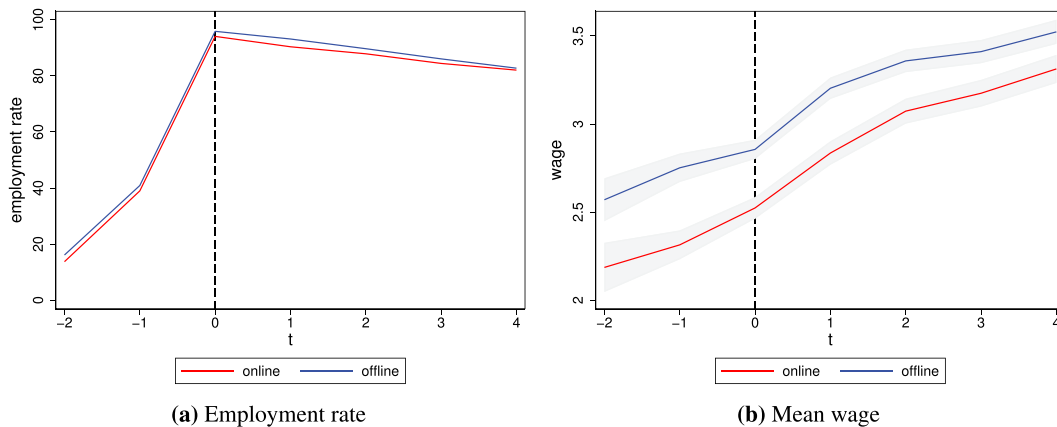 employment rate
100
80
60
40
20
0
−2 −1 0 1 2 3 4
t
online offline
(a) Employment rate
wage
3.5
3
2.5
2
−2 −1 0 1 2 3 4
t
online offline
(b) Mean wage